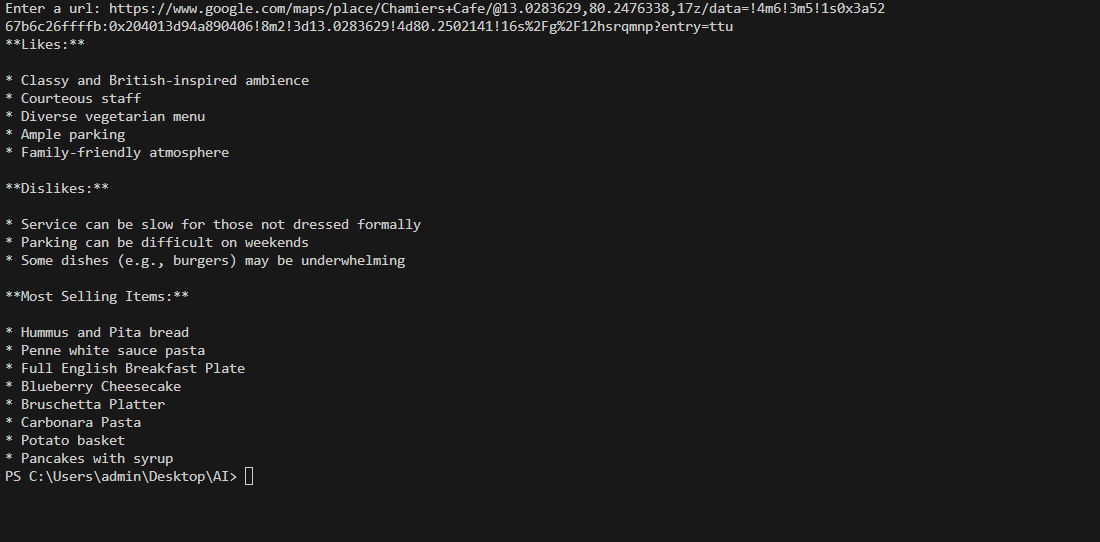 Enter a url: https://www.google.com/maps/place/Chamiers+Cafe/@13.0283629,80.2476338,17z/data=!4m6!3m5!1s0x3a52
67b6c26ffffb:0x204013d94a890406!8m2!3d13.0283629!4d80.2502141!16s%2Fg%2F12hsrqmnp?entry=ttu
**Likes:**
* Classy and British-inspired ambience
* Courteous staff
* Diverse vegetarian menu
* Ample parking
* Family-friendly atmosphere
**Dislikes:**
* Service can be slow for those not dressed formally
* Parking can be difficult on weekends
* Some dishes (e.g., burgers) may be underwhelming
**Most Selling Items:**
* Hummus and Pita bread
* Penne white sauce pasta
* Full English Breakfast Plate
* Blueberry Cheesecake
* Bruschetta Platter
* Carbonara Pasta
* Potato basket
* Pancakes with syrup
PS C:\Users\admin\Desktop\AI>